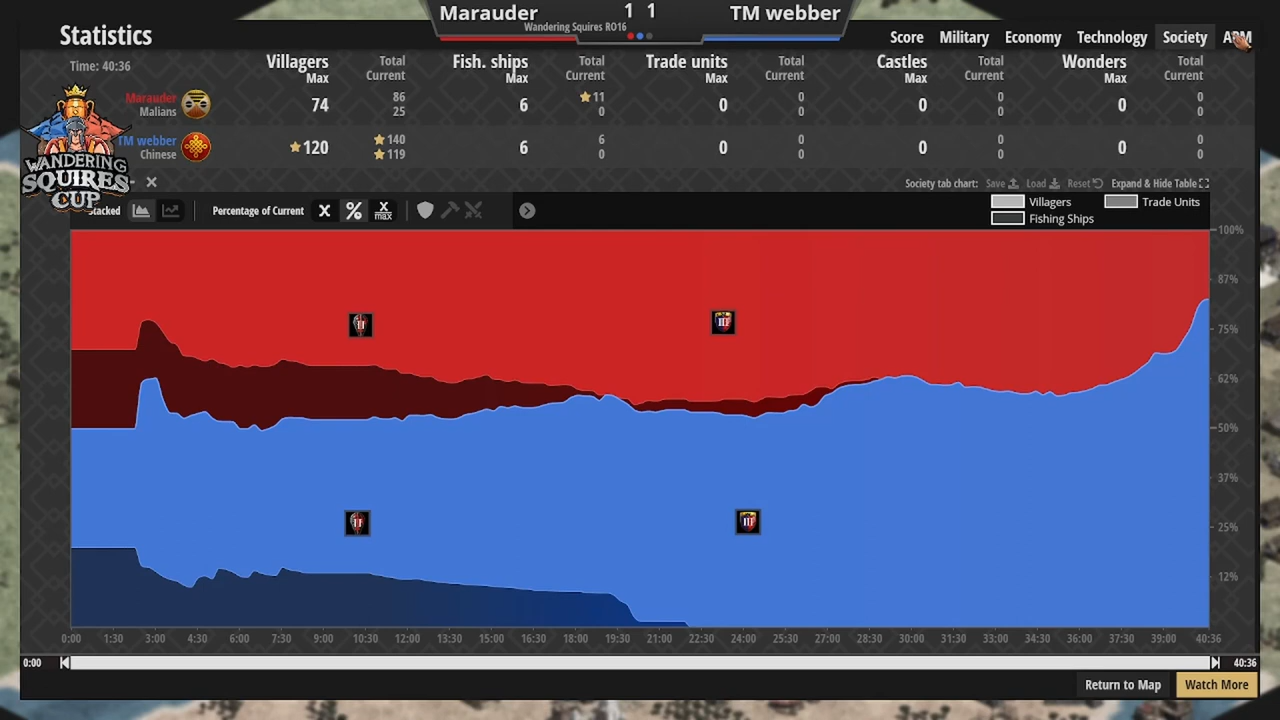 Marauder 1 1 TM webber
Wandering Squires RO16
Statistics
Score Military Economy Technology Society APM
Time: 40:36
Villagers Total Fish. ships Total Trade units Total Castles Total Wonders Total
Max Current Max Current Max Current Max Current Max Current
Marauder 74 86 6 11 0 0 0 0 0 0
Malians 25 0 0 0 0
TM webber 120 140 6 6 0 0 0 0 0 0
Chinese 119 0 0 0 0
WANDERING
SQUIRES
CUP
Society tab chart: Save Load Reset Expand & Hide Table
Stacked Percentage of Current X % X max
Villagers Trade Units
Fishing Ships
100%
87%
75%
62%
50%
37%
25%
12%
II III
II III
0:00 1:30 3:00 4:30 6:00 7:30 9:00 10:30 12:00 13:30 15:00 16:30 18:00 19:30 21:00 22:30 24:00 25:30 27:00 28:30 30:00 31:30 33:00 34:30 36:00 37:30 39:00 40:36
0:00 40:36
Return to Map Watch More